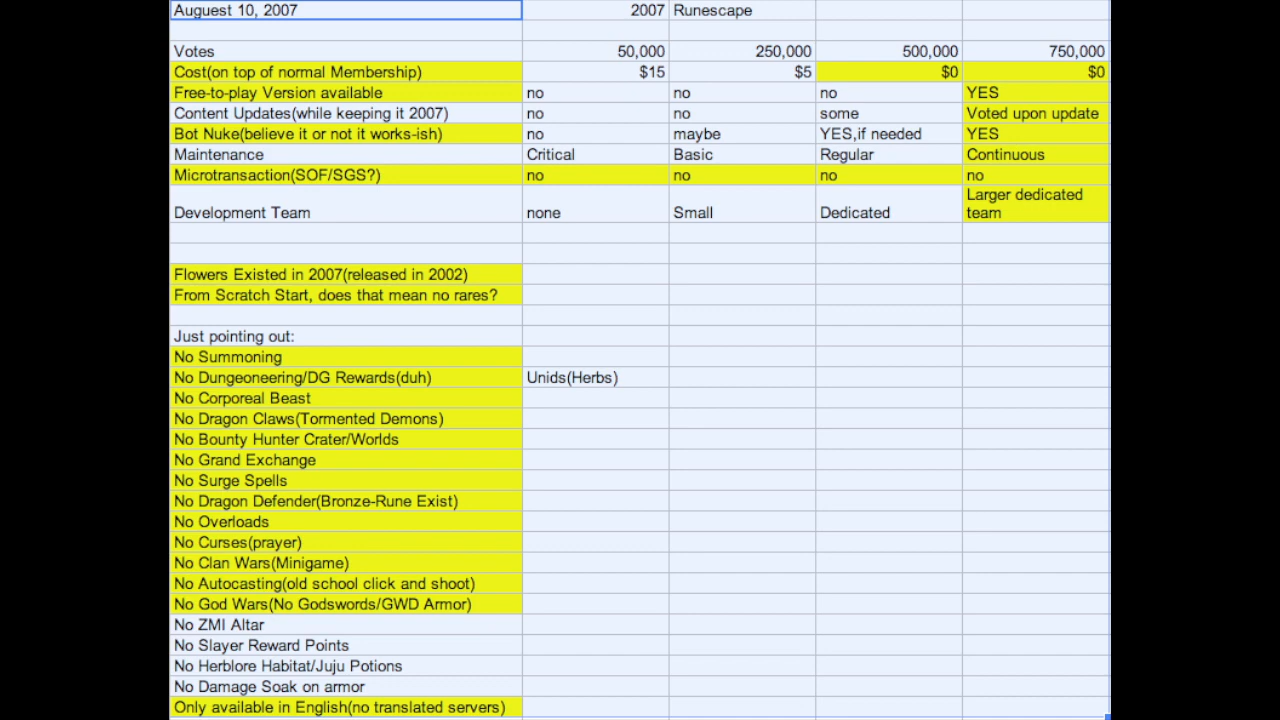 Auguest 10, 2007 2007 Runescape
Votes 50,000 250,000 500,000 750,000
Cost(on top of normal Membership) $15 $5 $0 $0
Free-to-play Version available no no no YES
Content Updates(while keeping it 2007) no no some Voted upon update
Bot Nuke(believe it or not it works-ish) no maybe YES,if needed YES
Maintenance Critical Basic Regular Continuous
Microtransaction(SOF/SGS?) no no no no
Development Team none Small Dedicated Larger dedicated
team
Flowers Existed in 2007(released in 2002)
From Scratch Start, does that mean no rares?
Just pointing out:
No Summoning
No Dungeoneering/DG Rewards(duh) Unids(Herbs)
No Corporeal Beast
No Dragon Claws(Tormented Demons)
No Bounty Hunter Crater/Worlds
No Grand Exchange
No Surge Spells
No Dragon Defender(Bronze-Rune Exist)
No Overloads
No Curses(prayer)
No Clan Wars(Minigame)
No Autocasting(old school click and shoot)
No God Wars(No Godswords/GWD Armor)
No ZMI Altar
No Slayer Reward Points
No Herblore Habitat/Juju Potions
No Damage Soak on armor
Only available in English(no translated servers)